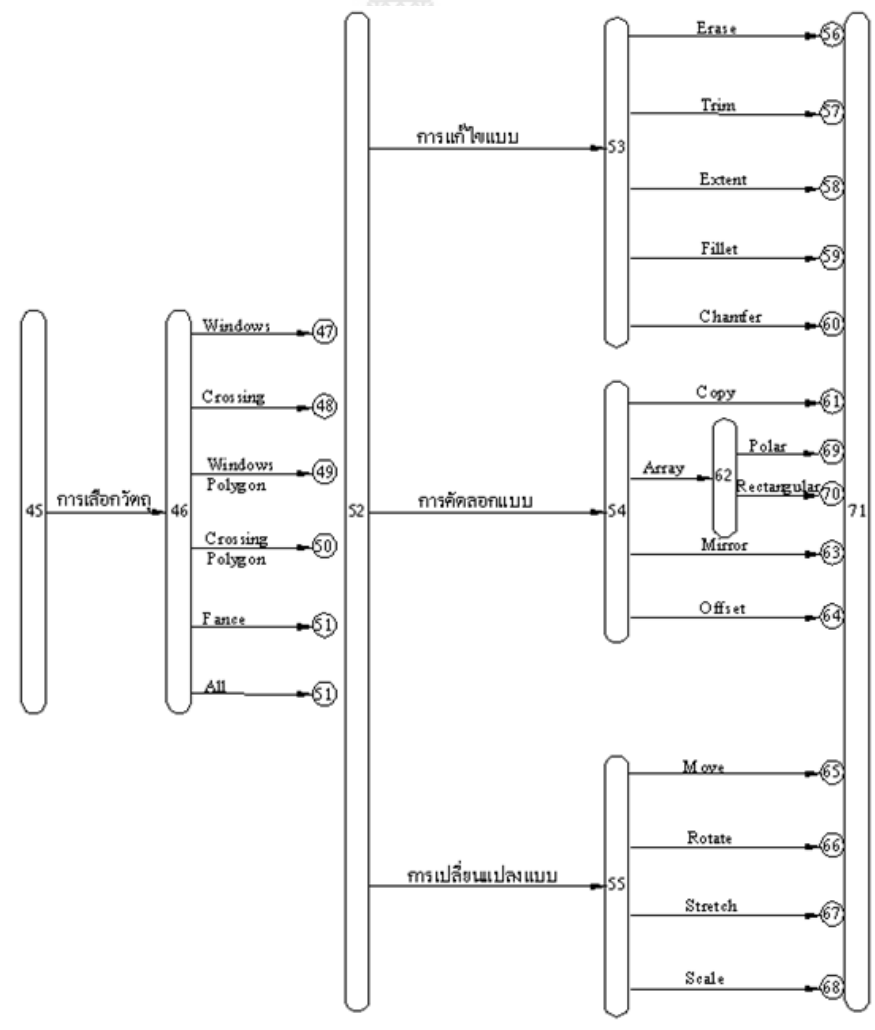 Erase
56
Trim
57
การแก้ไขแบบ
53
Extent
58
Fillet
59
Chamfer
60
Windows
47
Crossing
48
Windows
Polygon
49
45
การเลือกวัตถุ
46
Crossing
Polygon
50
Fance
51
All
51
52
Copy
61
Polar
69
Array
62
Rectangular
70
การคัดลอกแบบ
54
71
Mirror
63
Offset
64
Move
65
Rotate
66
การเปลี่ยนแปลงแบบ
55
Stretch
67
Scale
68